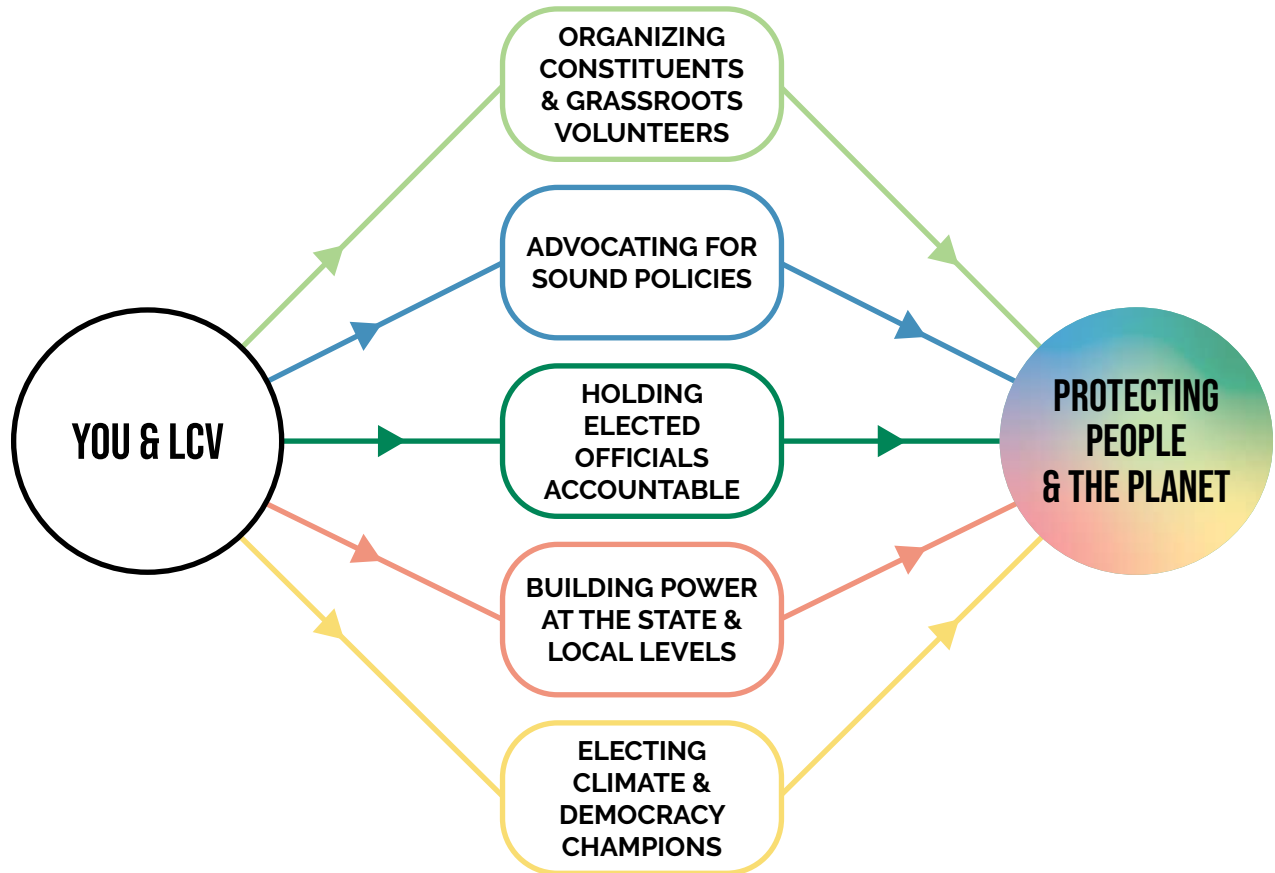 ORGANIZING
CONSTITUENTS
& GRASSROOTS
VOLUNTEERS
ADVOCATING FOR
SOUND POLICIES
YOU & LCV
HOLDING
ELECTED
OFFICIALS
ACCOUNTABLE
PROTECTING
PEOPLE
& THE PLANET
BUILDING POWER
AT THE STATE &
LOCAL LEVELS
ELECTING
CLIMATE &
DEMOCRACY
CHAMPIONS